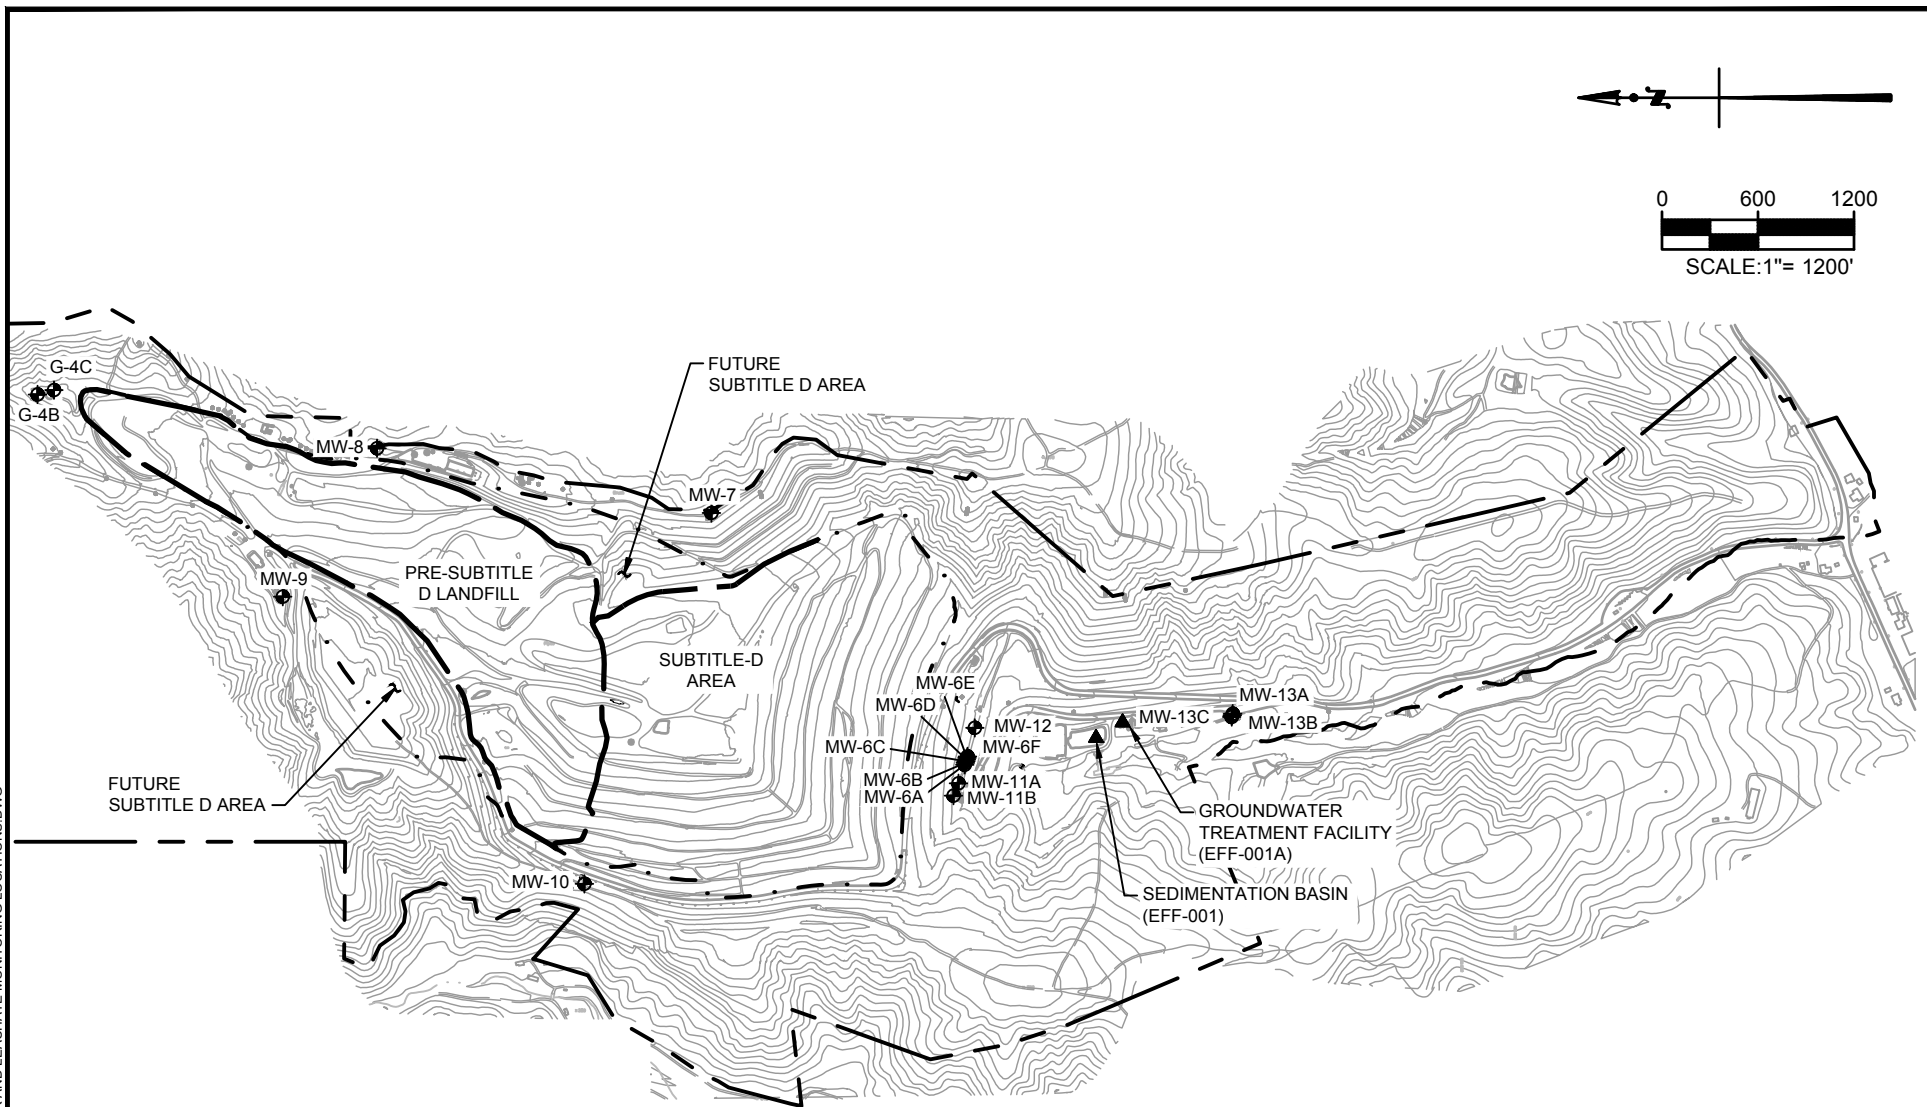 N
0 600 1200
SCALE:1"= 1200'
G-4C
G-4B
FUTURE
SUBTITLE D AREA
MW-8
MW-7
MW-9
PRE-SUBTITLE
D LANDFILL
SUBTITLE-D
AREA
MW-6E
MW-6D
MW-12
MW-13A
MW-13C
MW-13B
MW-6C
MW-6F
MW-6B
MW-11A
MW-6A
MW-11B
FUTURE
SUBTITLE D AREA
GROUNDWATER
TREATMENT FACILITY
(EFF-001A)
MW-10
SEDIMENTATION BASIN
(EFF-001)